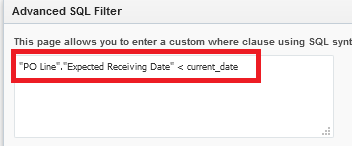 Advanced SQL Filter
This page allows you to enter a custom where clause using SQL synt
"PO Line"."Expected Receiving Date" < current_date